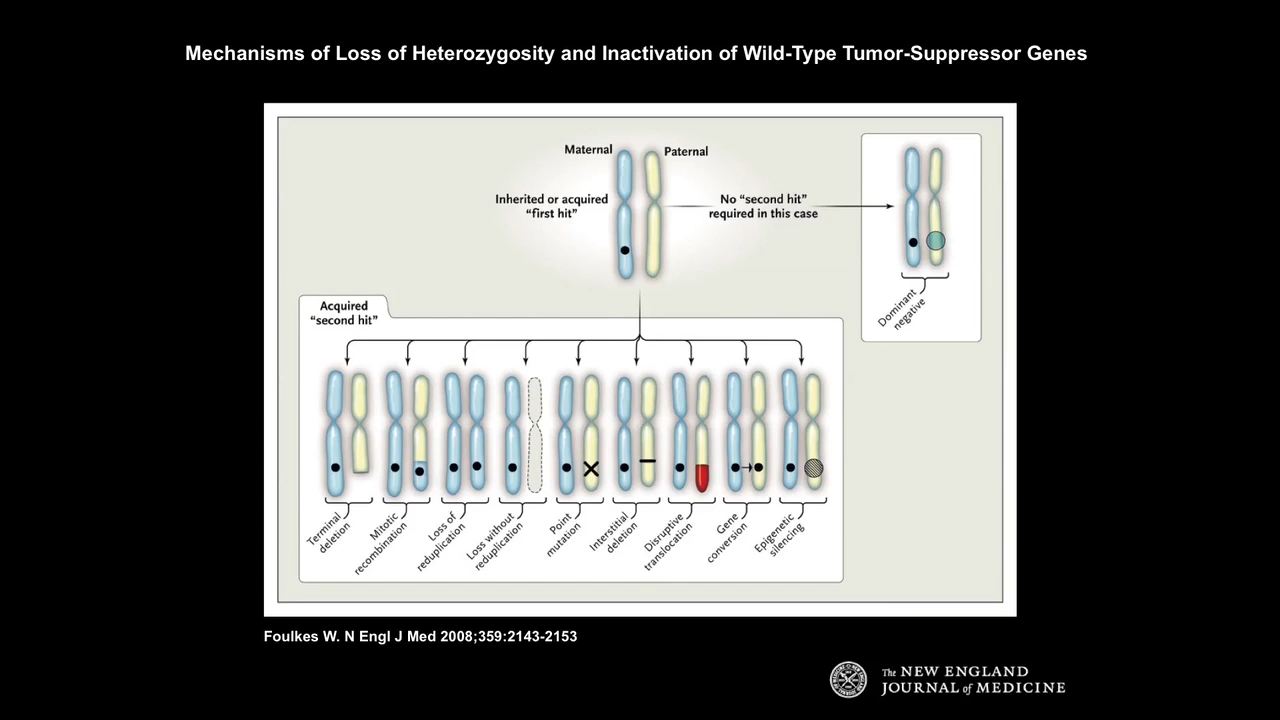 Mechanisms of Loss of Heterozygosity and Inactivation of Wild-Type Tumor-Suppressor Genes
Maternal
Paternal
Inherited or acquired
“first hit”
No “second hit”
required in this case
Dominant
negative
Acquired
“second hit”
Terminal
deletion
Mitotic
recombination
Loss of
reduplication
Loss without
reduplication
Point
mutation
Interstitial
deletion
Disruptive
translocation
Gene
conversion
Epigenetic
silencing
Foulkes W. N Engl J Med 2008;359:2143-2153
The NEW ENGLAND
JOURNAL of MEDICINE